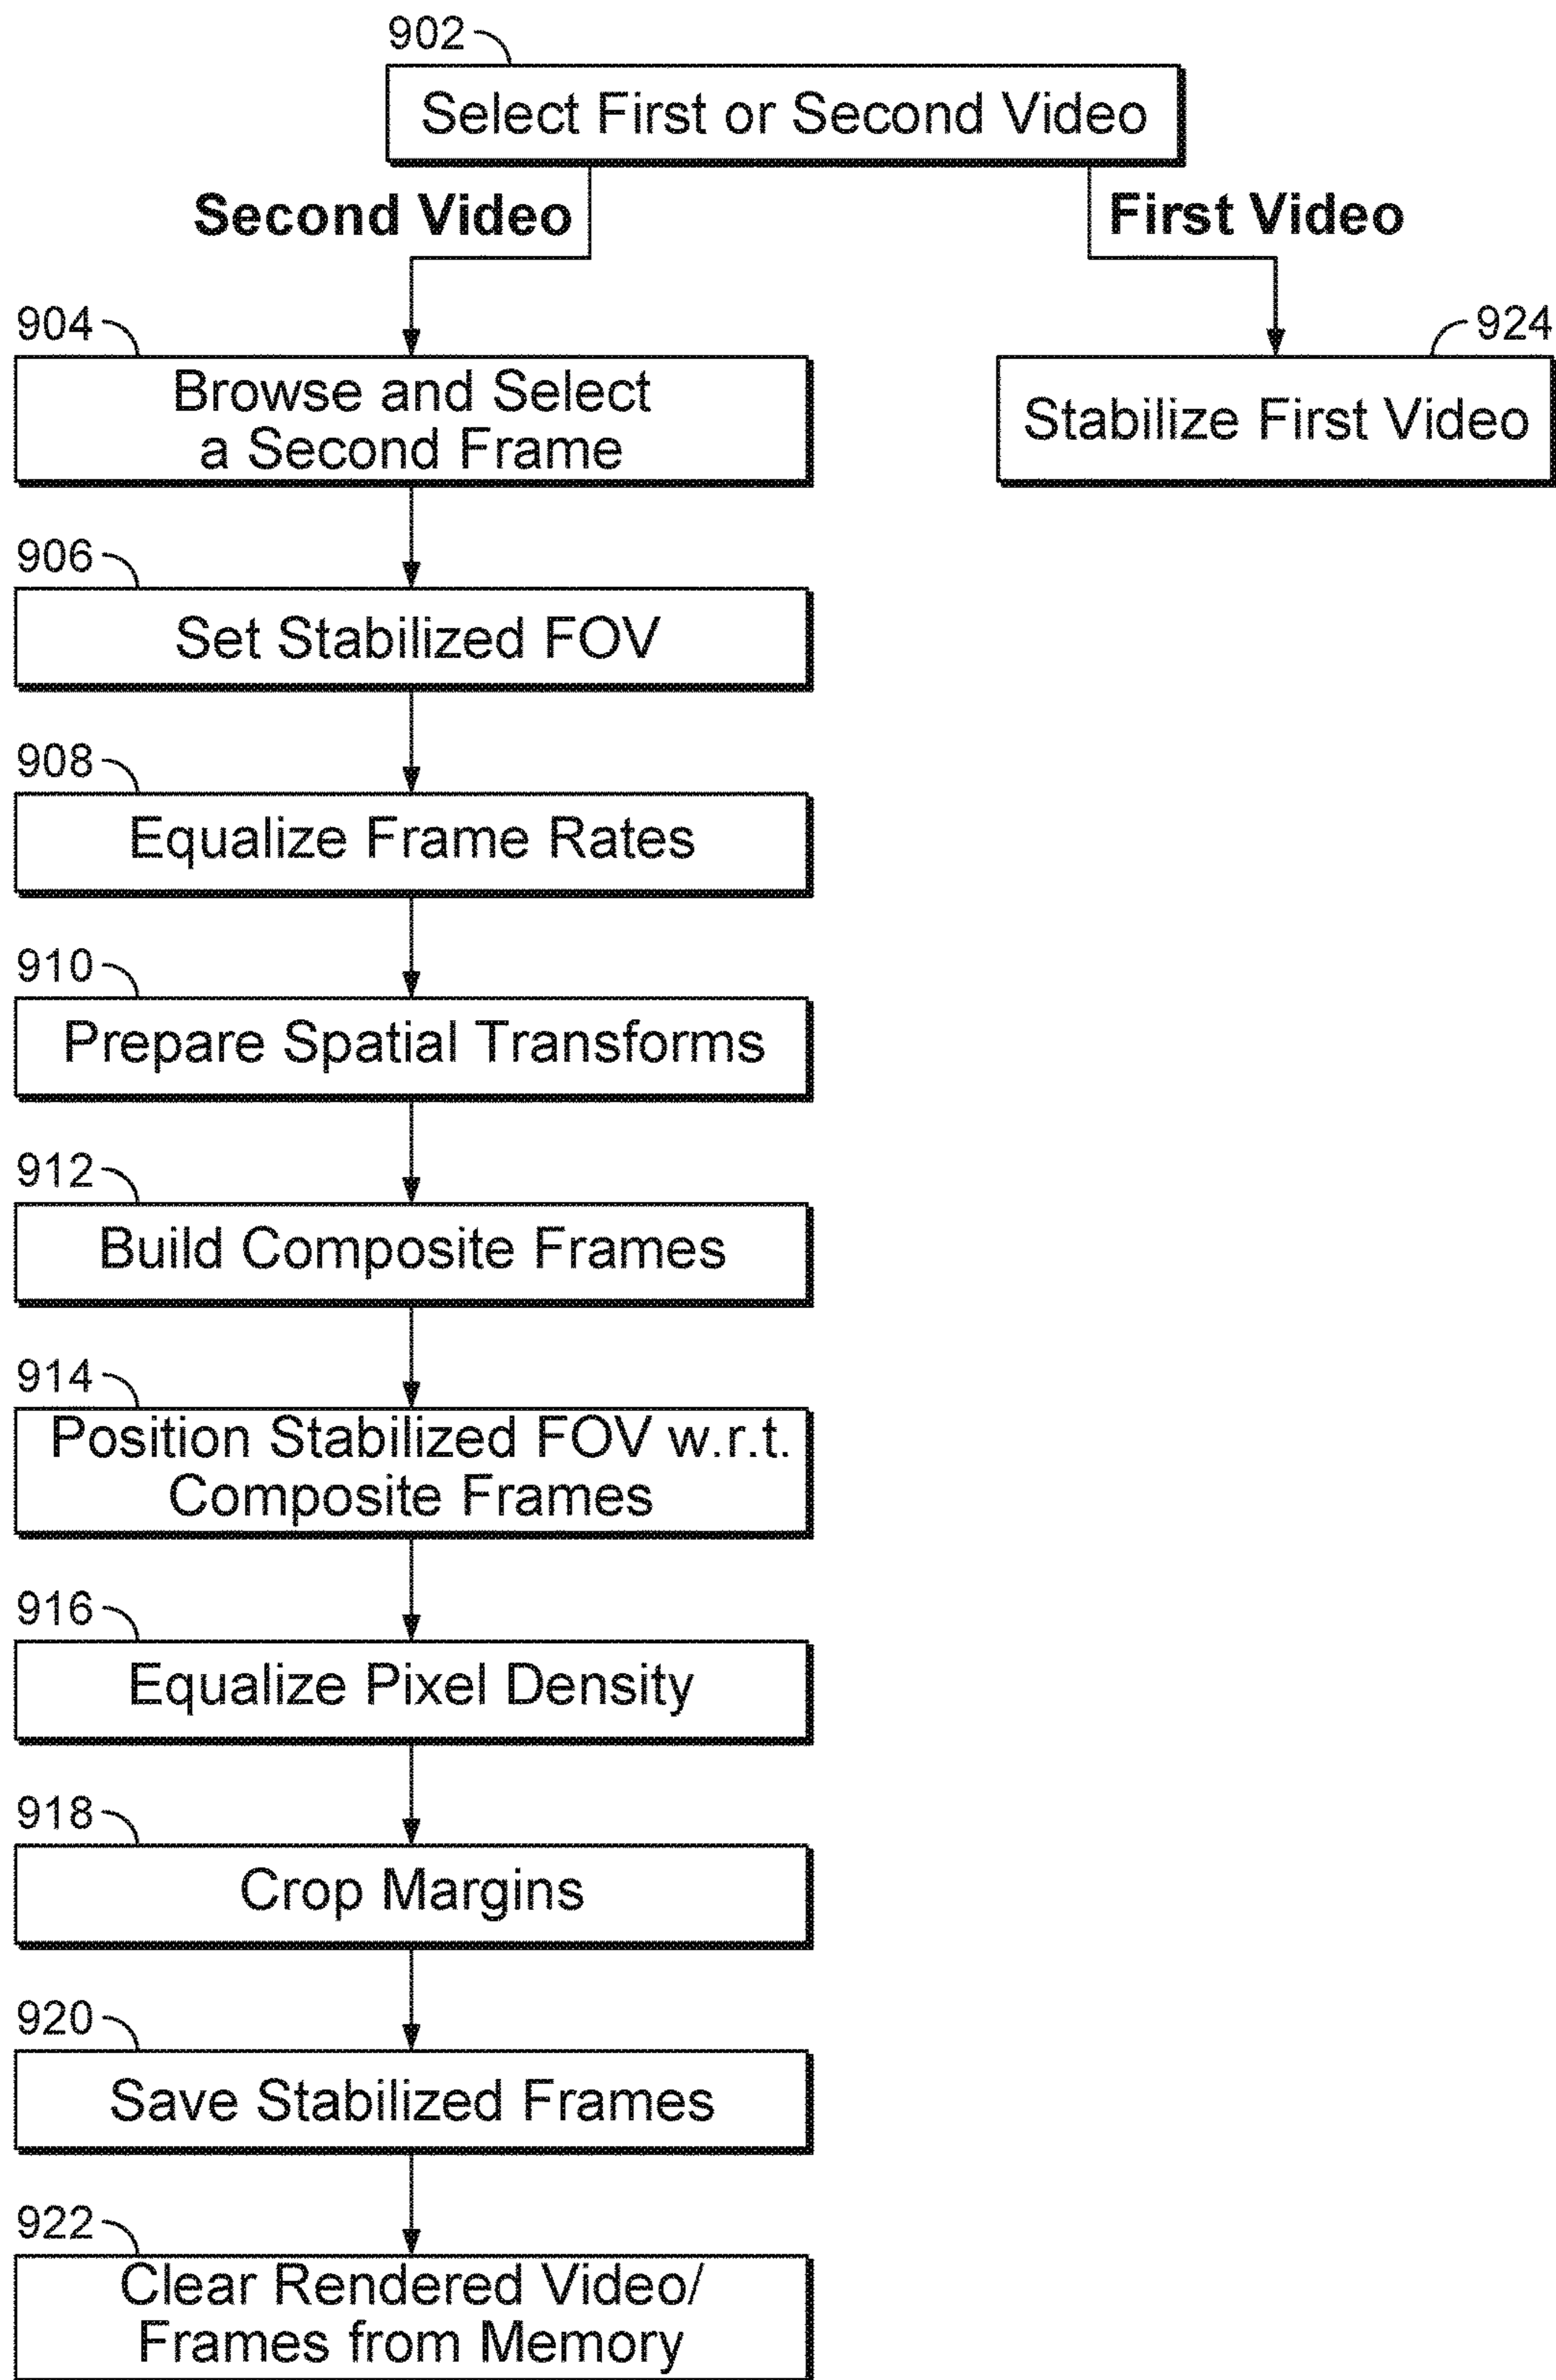 902
Select First or Second Video
Second Video
First Video
904
Browse and Select
a Second Frame
924
Stabilize First Video
906
Set Stabilized FOV
908
Equalize Frame Rates
910
Prepare Spatial Transforms
912
Build Composite Frames
914
Position Stabilized FOV w.r.t.
Composite Frames
916
Equalize Pixel Density
918
Crop Margins
920
Save Stabilized Frames
922
Clear Rendered Video/
Frames from Memory